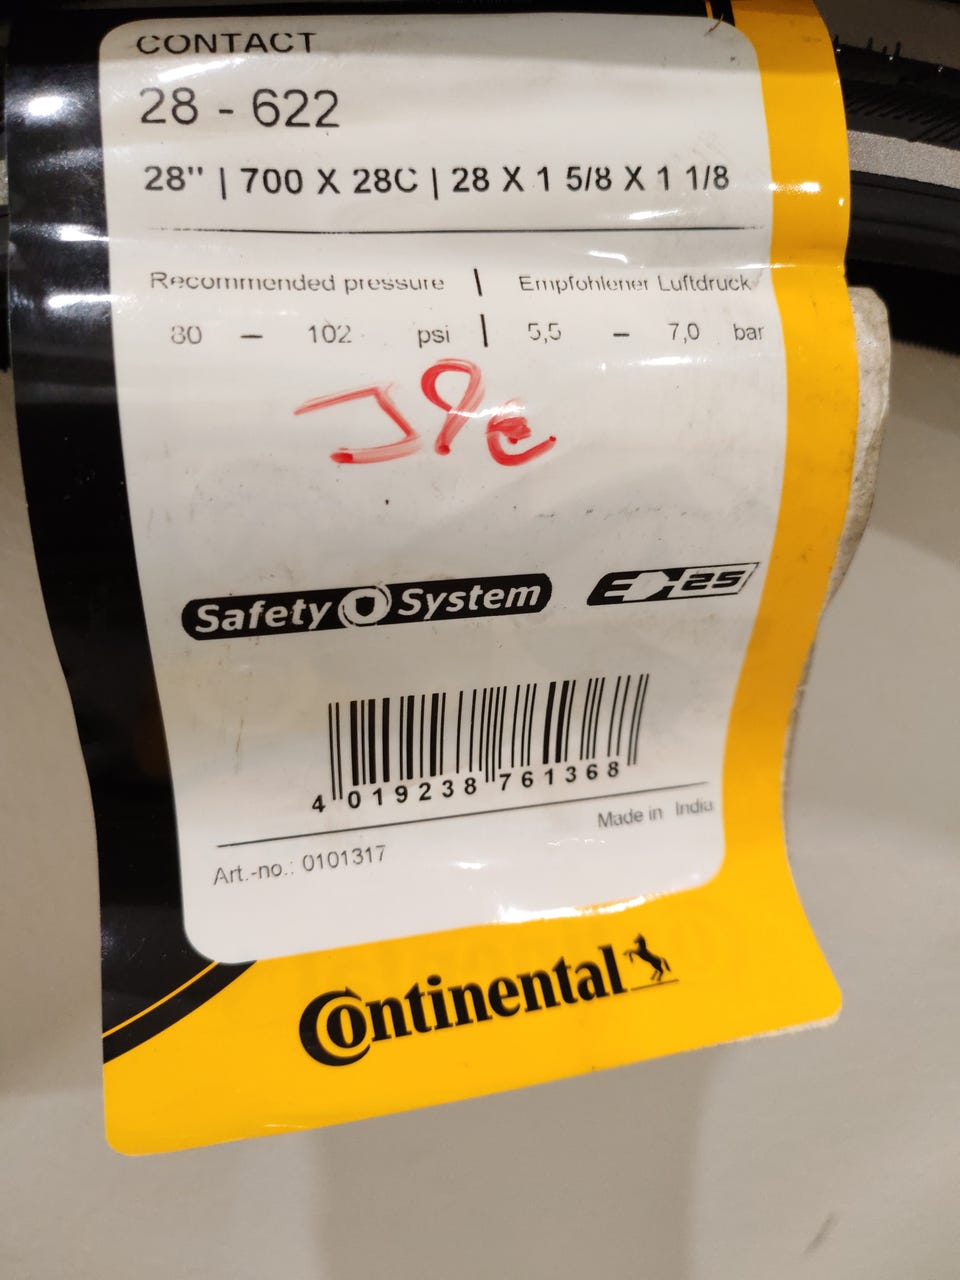 CONTACT
28 - 622
28" | 700 X 28C | 28 X 1 5/8 X 1 1/8
Recommended pressure | Empfohlener Luftdruck
80 – 102 psi | 5,5 – 7,0 bar
Safety System E-25
4 019238 761368
Made in India
Art.-no.: 0101317
Continental